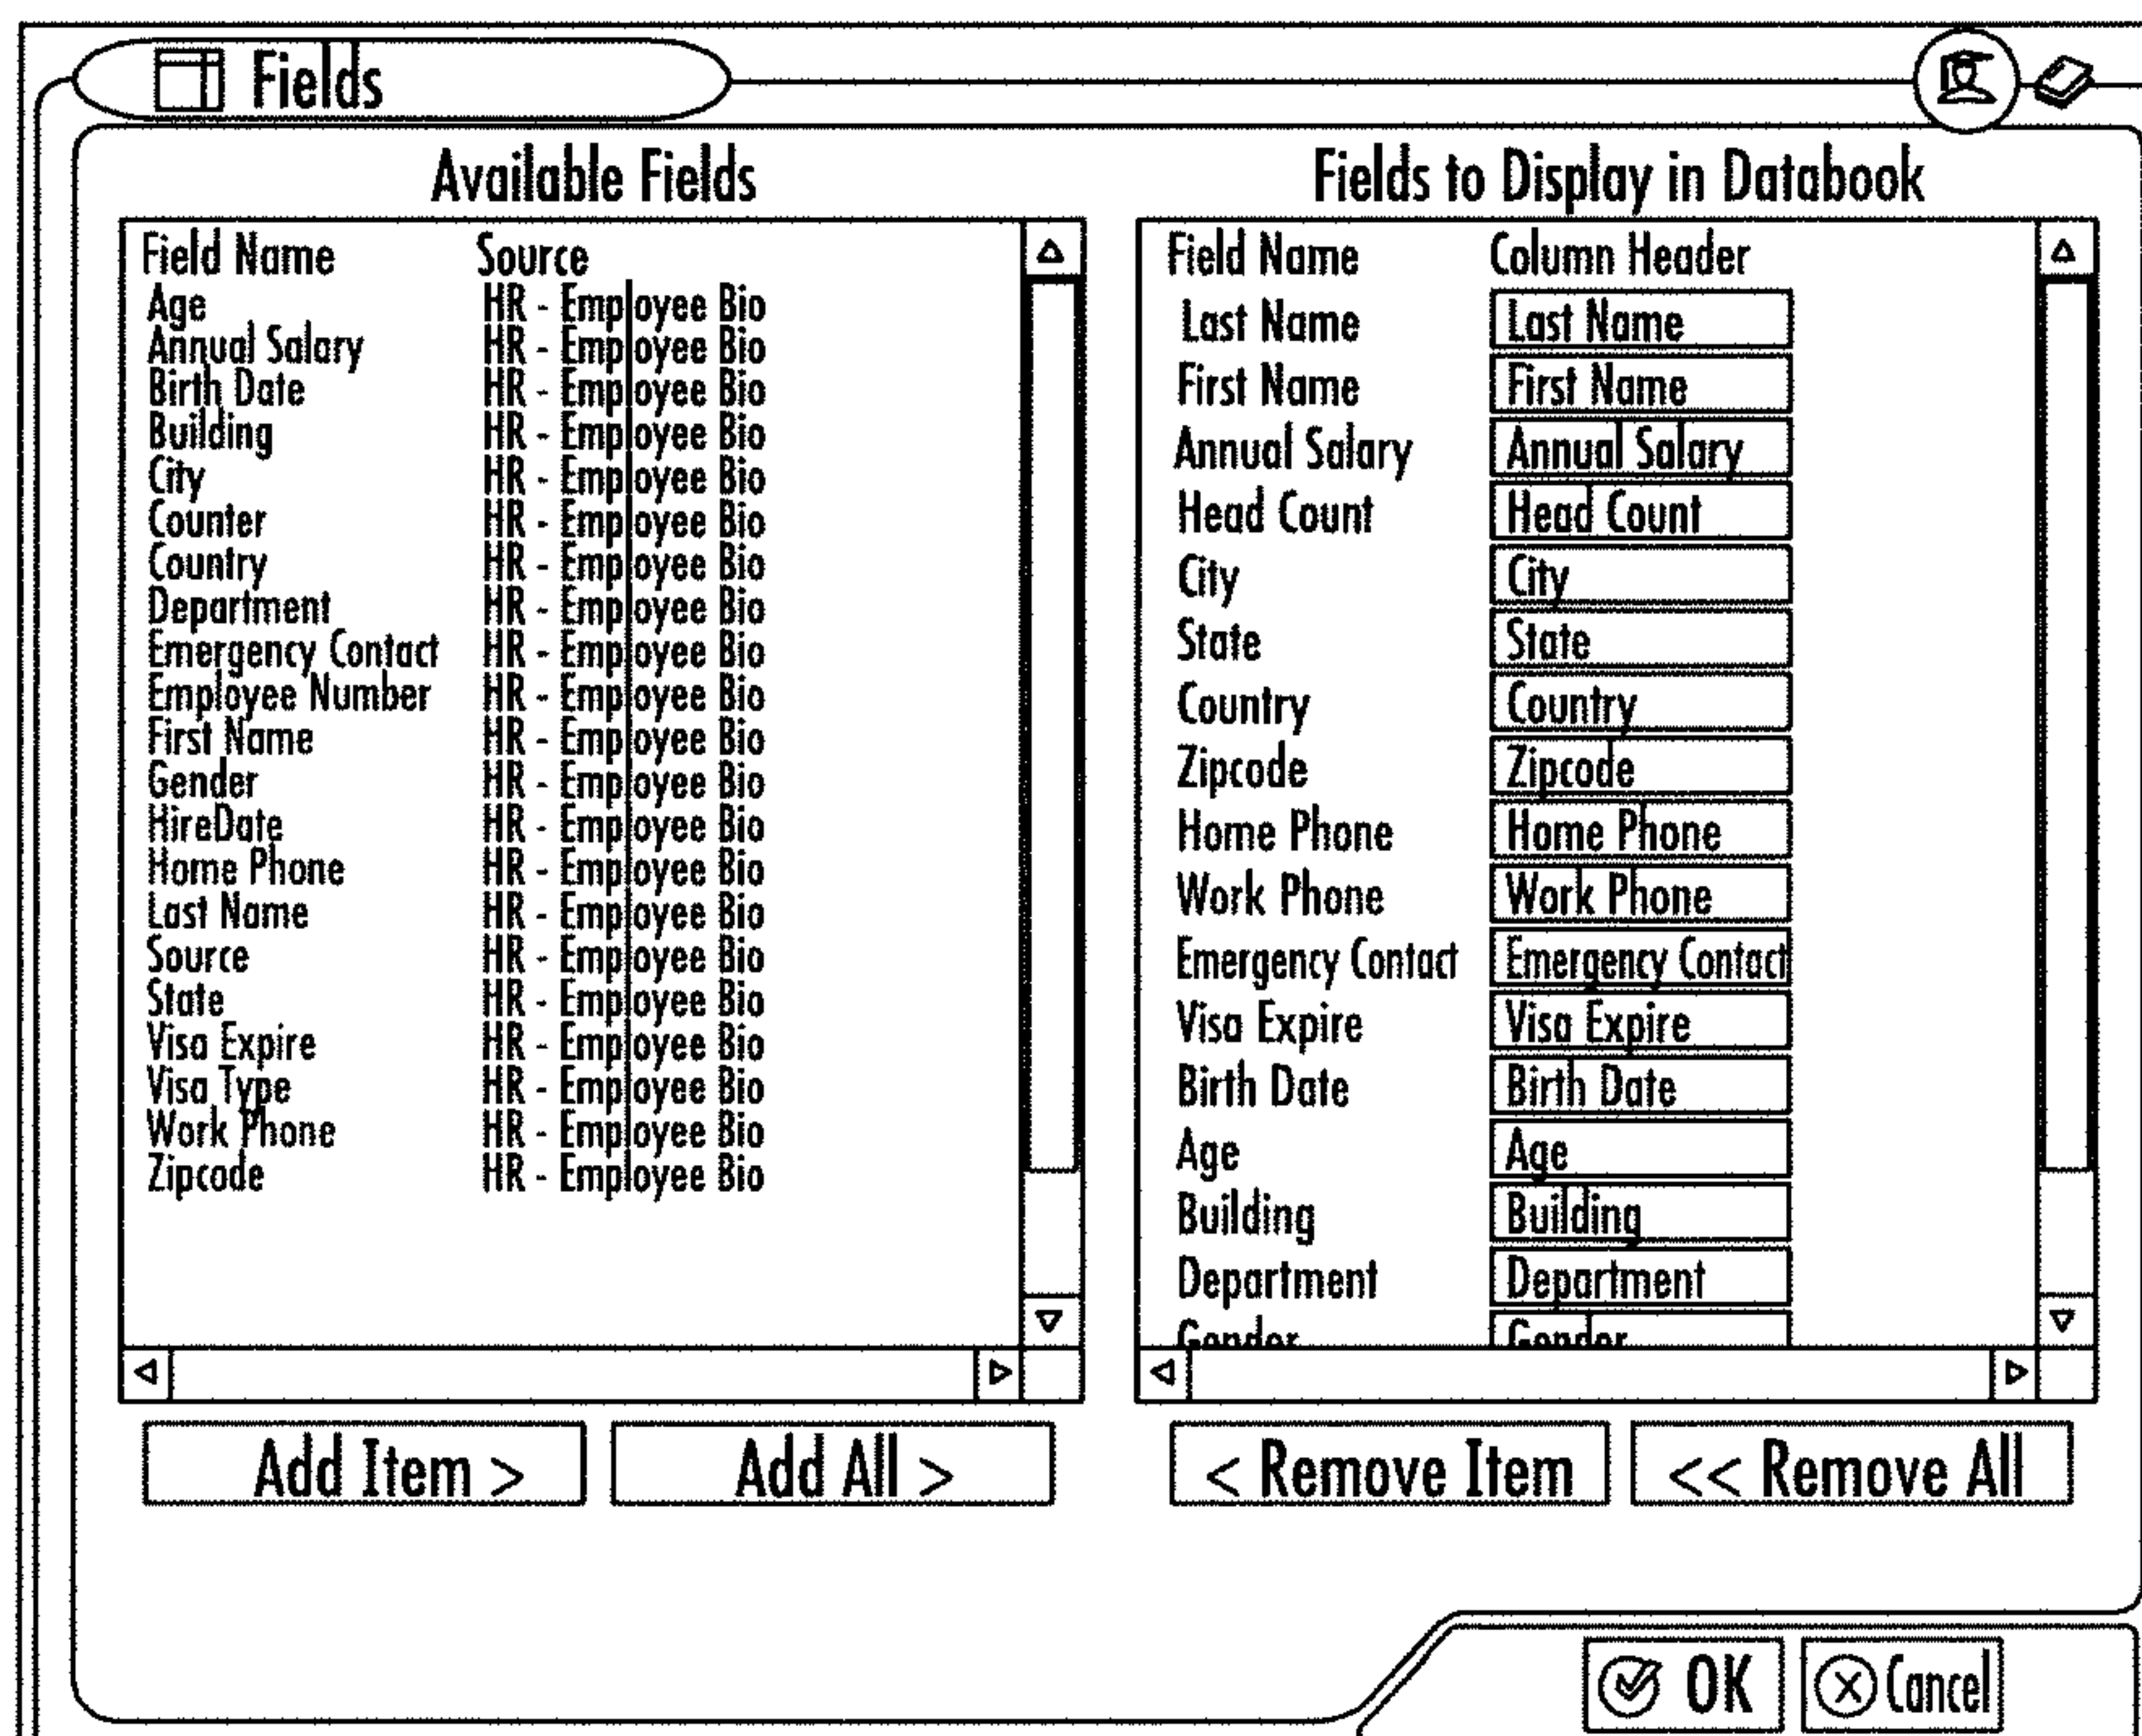 Fields
Available Fields
Field Name Source
Age HR - Employee Bio
Annual Salary HR - Employee Bio
Birth Date HR - Employee Bio
Building HR - Employee Bio
City HR - Employee Bio
Counter HR - Employee Bio
Country HR - Employee Bio
Department HR - Employee Bio
Emergency Contact HR - Employee Bio
Employee Number HR - Employee Bio
First Name HR - Employee Bio
Gender HR - Employee Bio
HireDate HR - Employee Bio
Home Phone HR - Employee Bio
Last Name HR - Employee Bio
Source HR - Employee Bio
State HR - Employee Bio
Visa Expire HR - Employee Bio
Visa Type HR - Employee Bio
Work Phone HR - Employee Bio
Zipcode HR - Employee Bio
Add Item >
Add All >
Fields to Display in Databook
Field Name Column Header
Last Name Last Name
First Name First Name
Annual Salary Annual Salary
Head Count Head Count
City City
State State
Country Country
Zipcode Zipcode
Home Phone Home Phone
Work Phone Work Phone
Emergency Contact Emergency Contact
Visa Expire Visa Expire
Birth Date Birth Date
Age Age
Building Building
Department Department
Gender Gender
< Remove Item
<< Remove All
OK
Cancel